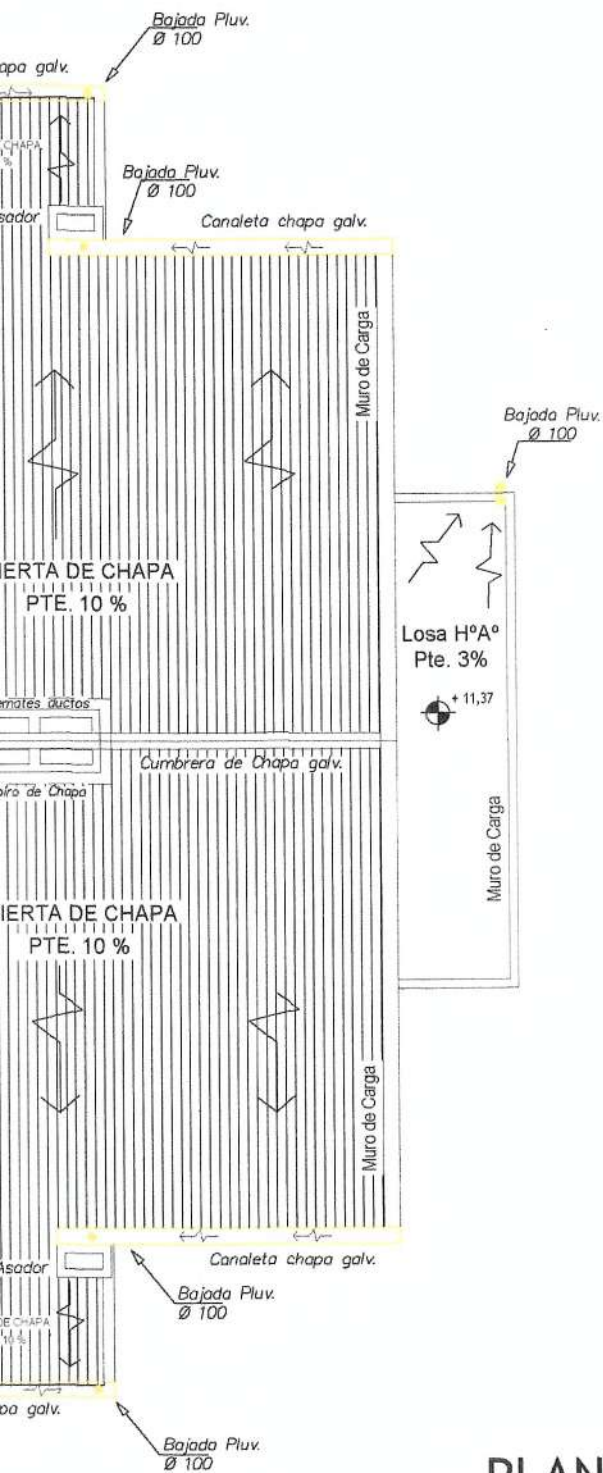 Bajada Pluv.
Ø 100
apa galv.
CHAPA
%
Bajada Pluv.
Ø 100
sador
Canaleta chapa galv.
Muro de Carga
Bajada Pluv.
Ø 100
IERTA DE CHAPA
PTE. 10 %
Losa HºAº
Pte. 3%
+ 11,37
emates ductos
Cumbrera de Chapa galv.
piro de Chapa
Muro de Carga
IERTA DE CHAPA
PTE. 10 %
Muro de Carga
Asador
Canaleta chapa galv.
Bajada Pluv.
Ø 100
DE CHAPA
10 %
pa galv.
Bajada Pluv.
Ø 100
PLAN